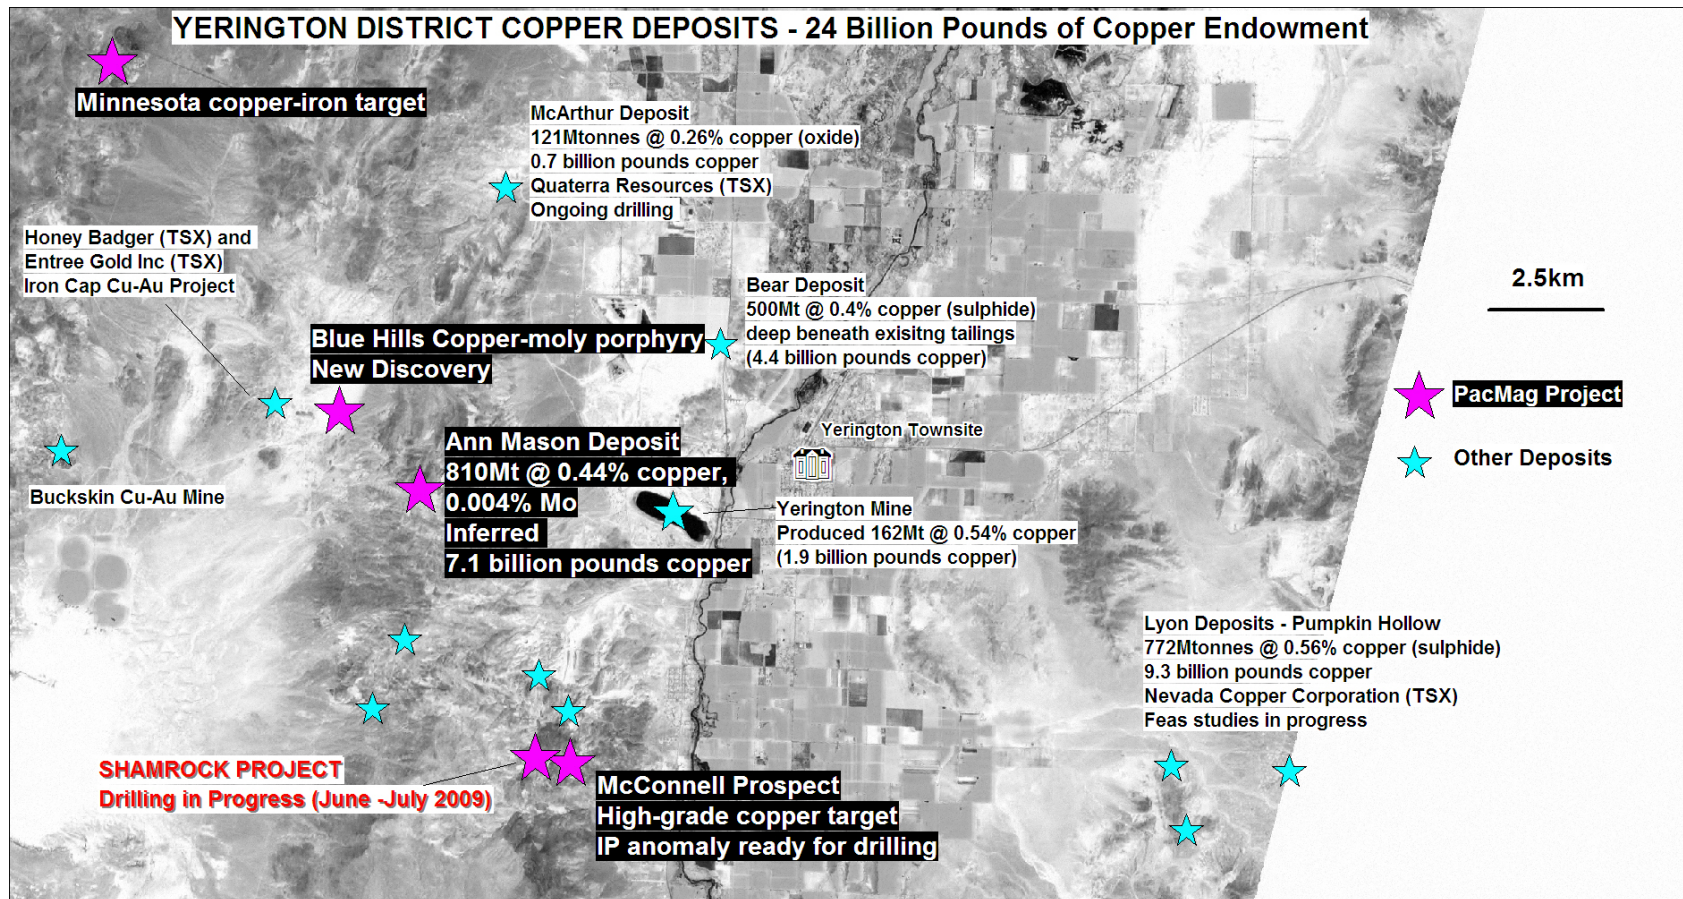 YERINGTON DISTRICT COPPER DEPOSITS - 24 Billion Pounds of Copper Endowment
Minnesota copper-iron target
McArthur Deposit
121Mtonnes @ 0.26% copper (oxide)
0.7 billion pounds copper
Quaterra Resources (TSX)
Ongoing drilling
Honey Badger (TSX) and
Entree Gold Inc (TSX)
Iron Cap Cu-Au Project
Bear Deposit
500Mt @ 0.4% copper (sulphide)
deep beneath exisitng tailings
(4.4 billion pounds copper)
2.5km
Blue Hills Copper-moly porphyry
New Discovery
PacMag Project
Other Deposits
Yerington Townsite
Ann Mason Deposit
810Mt @ 0.44% copper,
0.004% Mo
Inferred
7.1 billion pounds copper
Buckskin Cu-Au Mine
Yerington Mine
Produced 162Mt @ 0.54% copper
(1.9 billion pounds copper)
Lyon Deposits - Pumpkin Hollow
772Mtonnes @ 0.56% copper (sulphide)
9.3 billion pounds copper
Nevada Copper Corporation (TSX)
Feas studies in progress
SHAMROCK PROJECT
Drilling in Progress (June -July 2009)
McConnell Prospect
High-grade copper target
IP anomaly ready for drilling